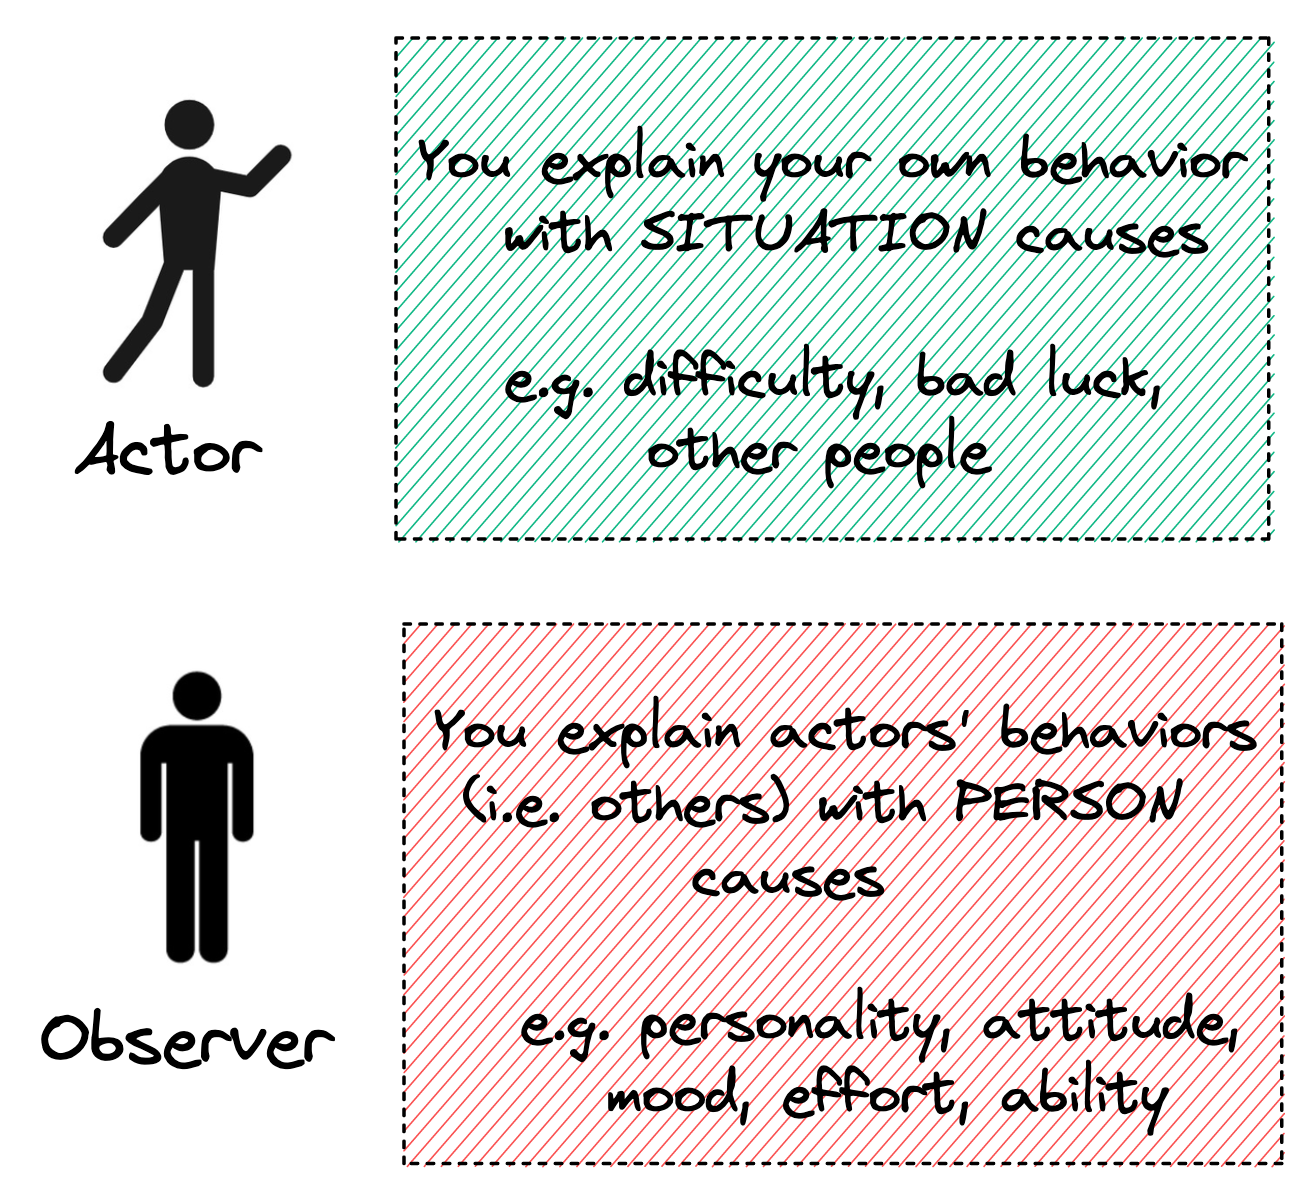 You explain your own behavior
with SITUATION causes
e.g. difficulty, bad luck,
other people
Actor
You explain actors' behaviors
(i.e. others) with PERSON
causes
e.g. personality, attitude,
mood, effort, ability
Observer